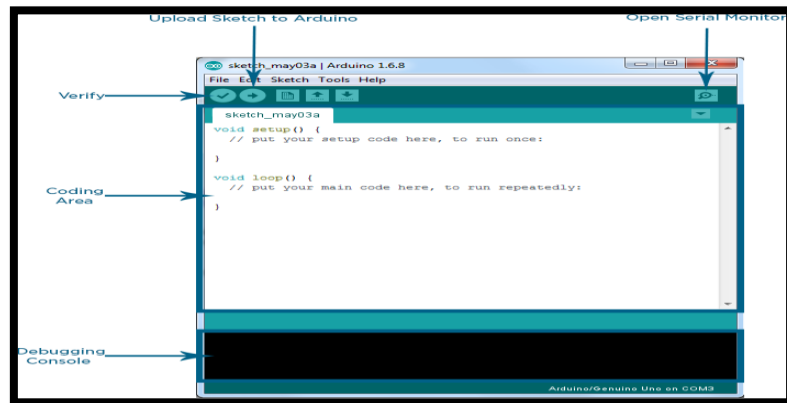 Upload Sketch to Arduino
Open Serial Monitor
sketch_may03a | Arduino 1.6.8
File Edit Sketch Tools Help
Verify
sketch_may03a
void setup() {
// put your setup code here, to run once:
}
void loop() {
// put your main code here, to run repeatedly:
}
Coding
Area
Debugging
Console
Arduino/Genuino Uno on COM3